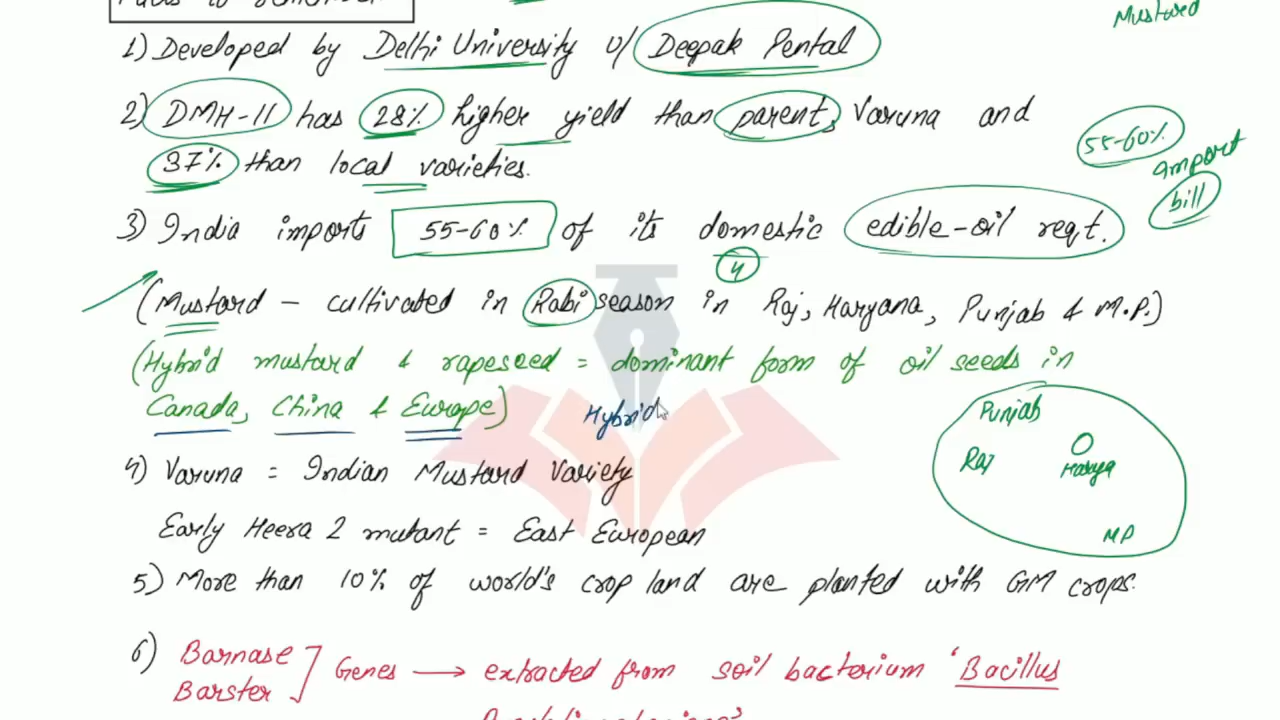 Mustard
1) Developed by Delhi University u/ Deepak Pental
2) DMH-11 has 28% higher yield than parent, Varuna and
37% than local varieties.
55-60%
Import
bill
3) India imports 55-60% of its domestic edible-oil reqt.
4
(Mustard - cultivated in Rabi season in Raj, Haryana, Punjab & M.P.)
(Hybrid mustard & rapeseed = dominant form of oil seeds in
Canada, China & Europe)
Hybrid
Punjab
Raj
Harya
MP
4) Varuna = Indian Mustard Variety
Early Heera 2 mutant = East European
5) More than 10% of world's crop land are planted with GM crops.
6) Barnase
Barster
Genes → extracted from soil bacterium 'Bacillus